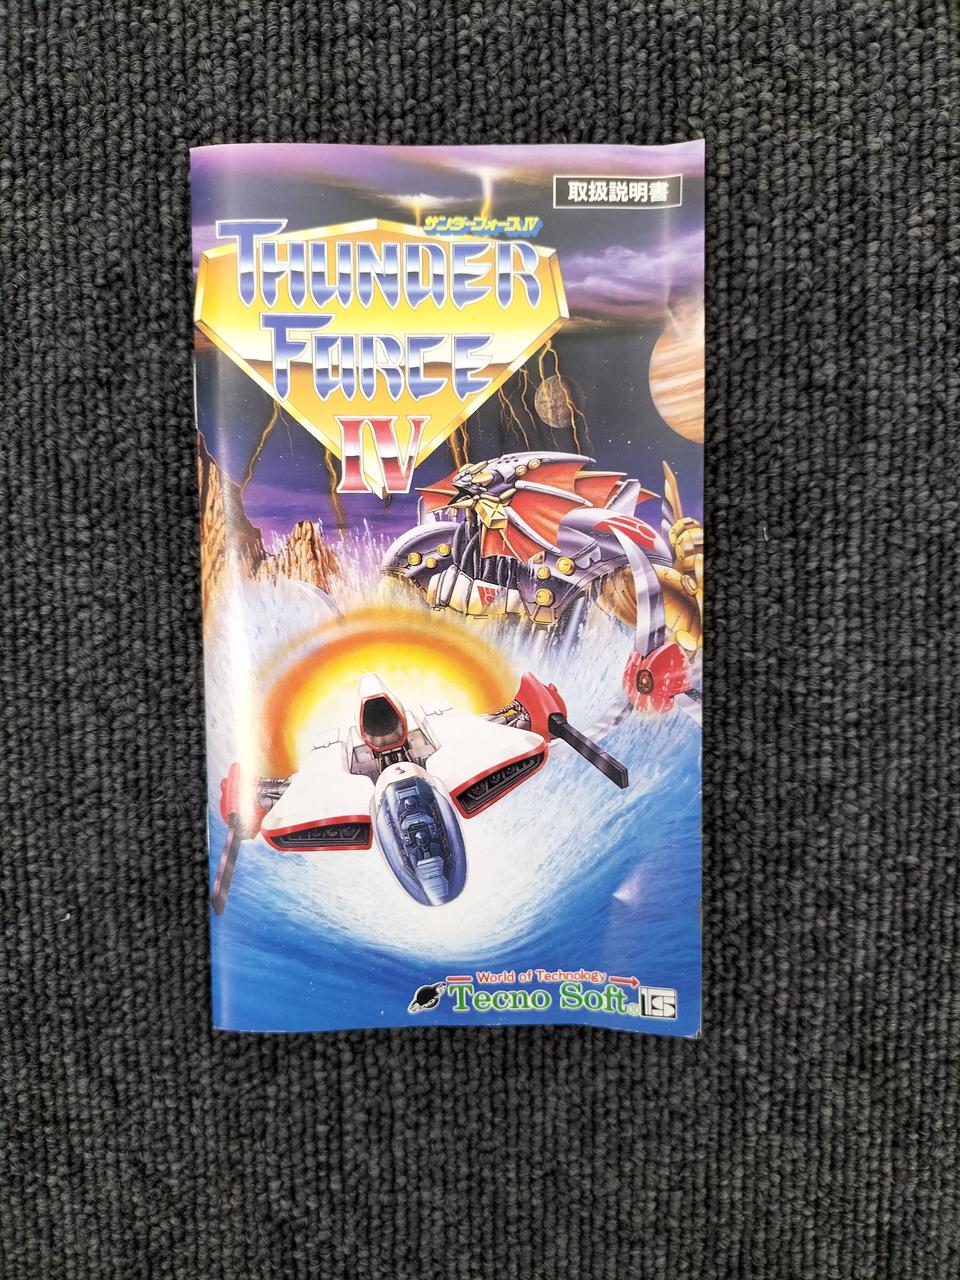 取扱説明書
サンダーフォースIV
THUNDER
FORCE
IV
World of Technology
Tecno Soft®